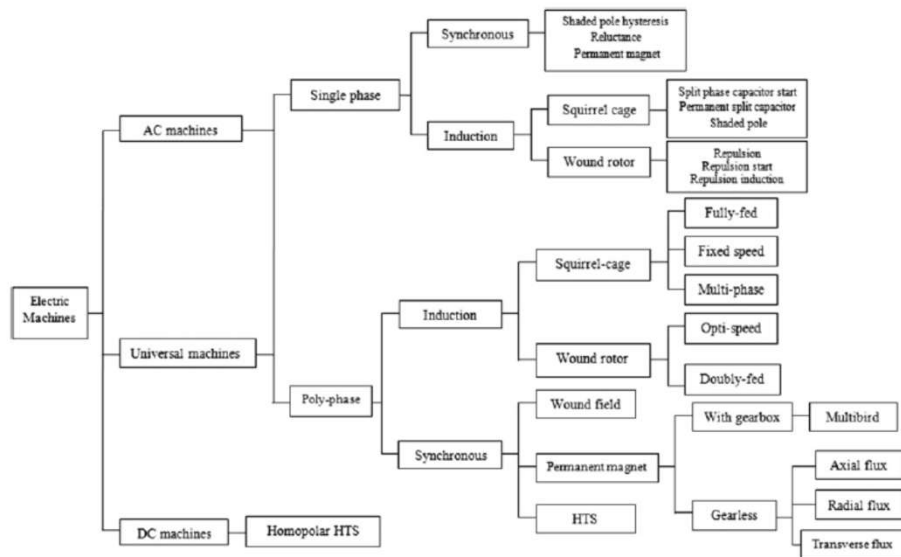 Electric
Machines
AC machines
Universal machines
DC machines
Homopolar HTS
Single phase
Poly-phase
Synchronous
Shaded pole hysteresis
Reluctance
Permanent magnet
Induction
Squirrel cage
Split phase capacitor start
Permanent split capacitor
Shaded pole
Wound rotor
Repulsion
Repulsion start
Repulsion induction
Induction
Squirrel-cage
Fully-fed
Fixed speed
Multi-phase
Wound rotor
Opti-speed
Doubly-fed
Synchronous
Wound field
Permanent magnet
HTS
With gearbox
Multibird
Gearless
Axial flux
Radial flux
Transverse flux